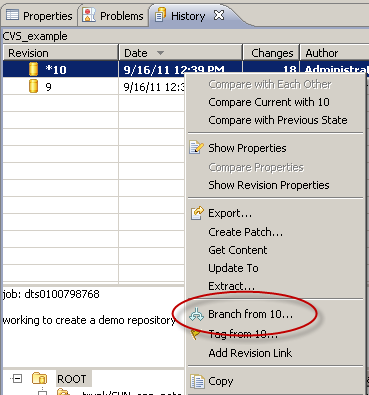 Properties Problems History
CVS_example
Revision Date Changes Author
*10 9/16/11 12:39 PM 18 Administra
9 9/16/11 12:3
Compare with Each Other
Compare Current with 10
Compare with Previous State
Show Properties
Compare Properties
Show Revision Properties
Export...
Create Patch...
Get Content
Update To
Extract...
job: dts0100798768
Branch from 10...
working to create a demo repository
Tag from 10...
Add Revision Link
ROOT
Copy